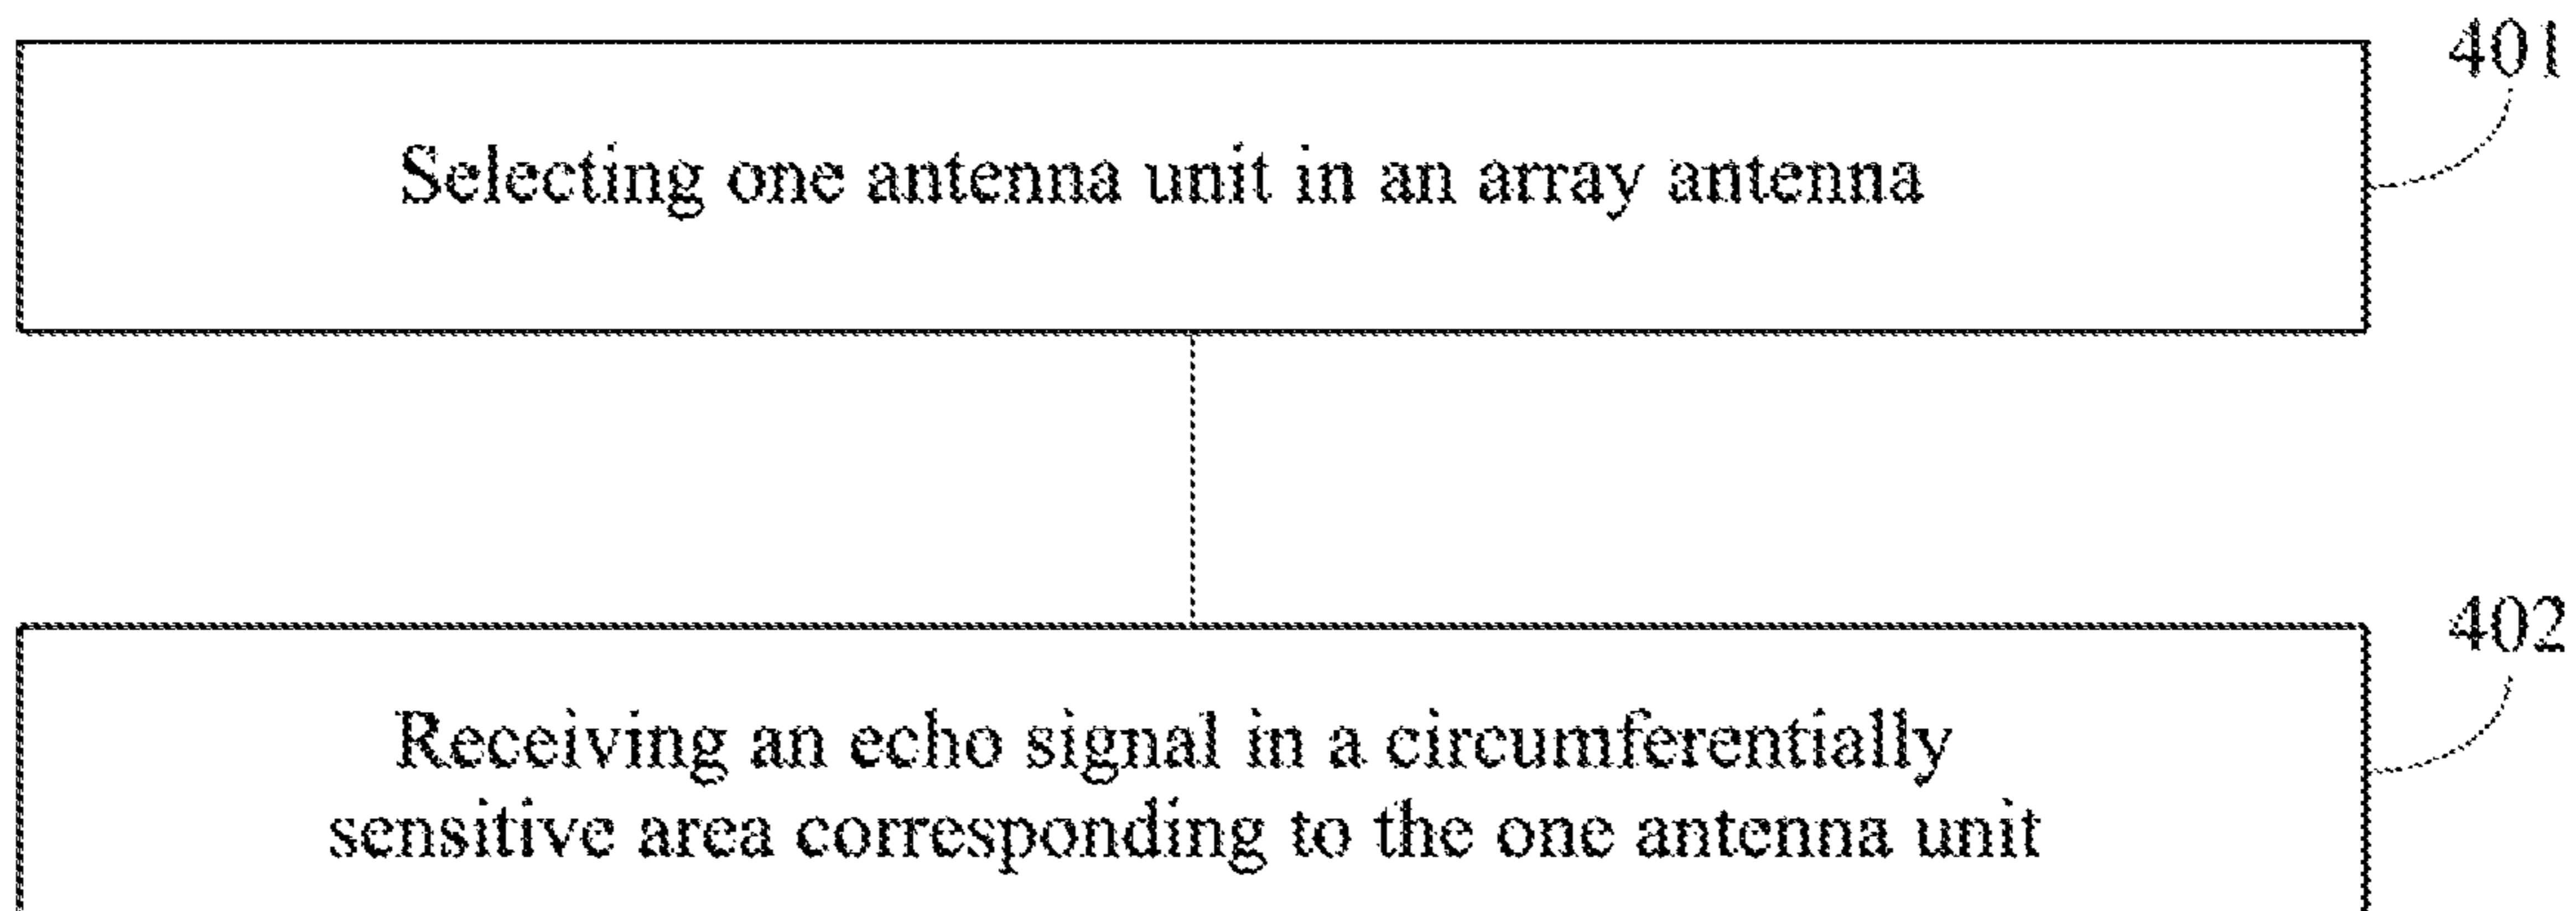 401
Selecting one antenna unit in an array antenna
402
Receiving an echo signal in a circumferentially
sensitive area corresponding to the one antenna unit